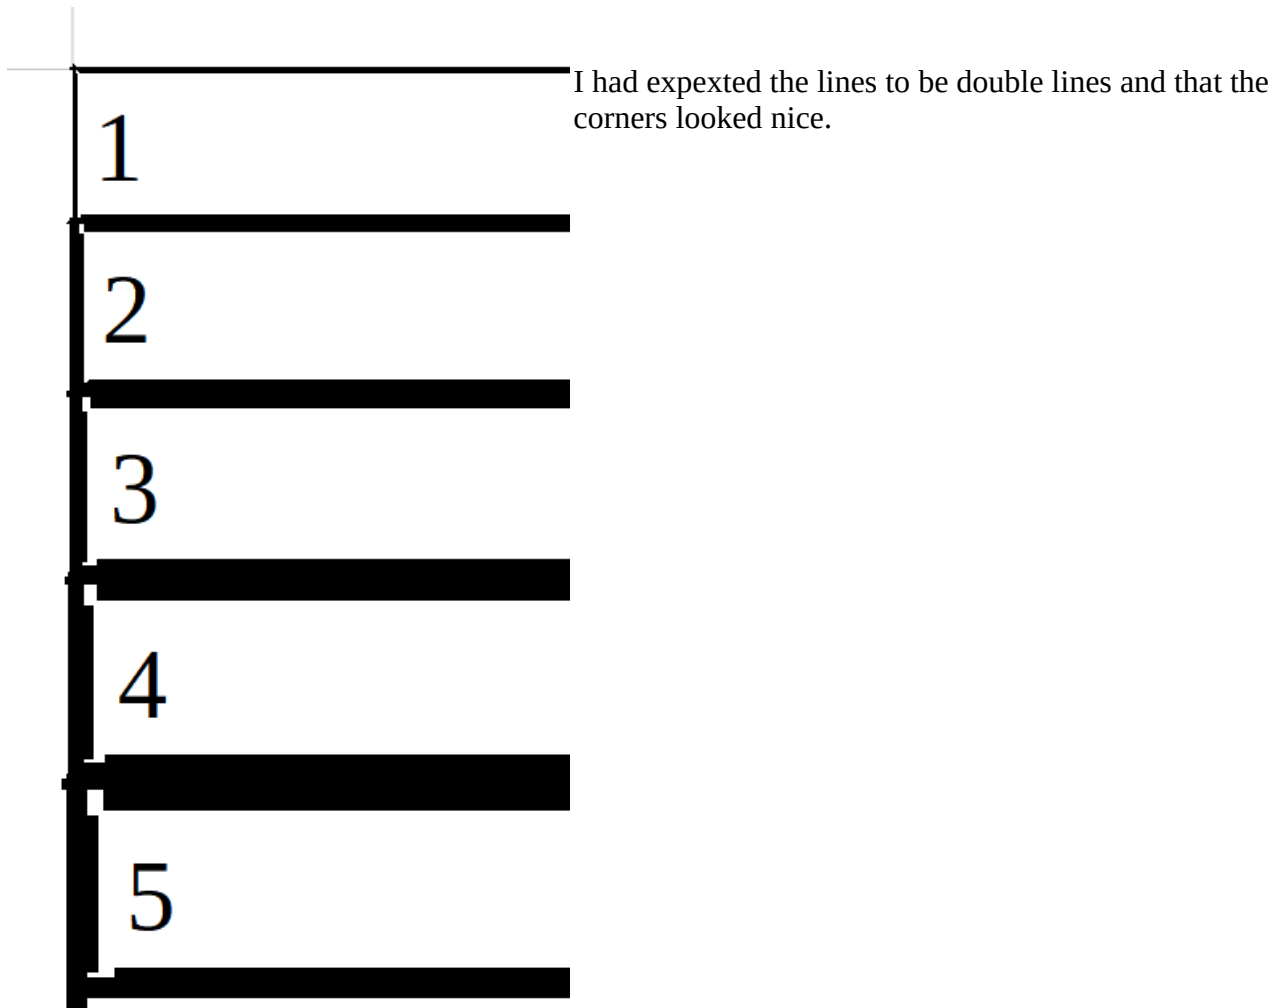 1
I had expexted the lines to be double lines and that the
corners looked nice.
2
3
4
5